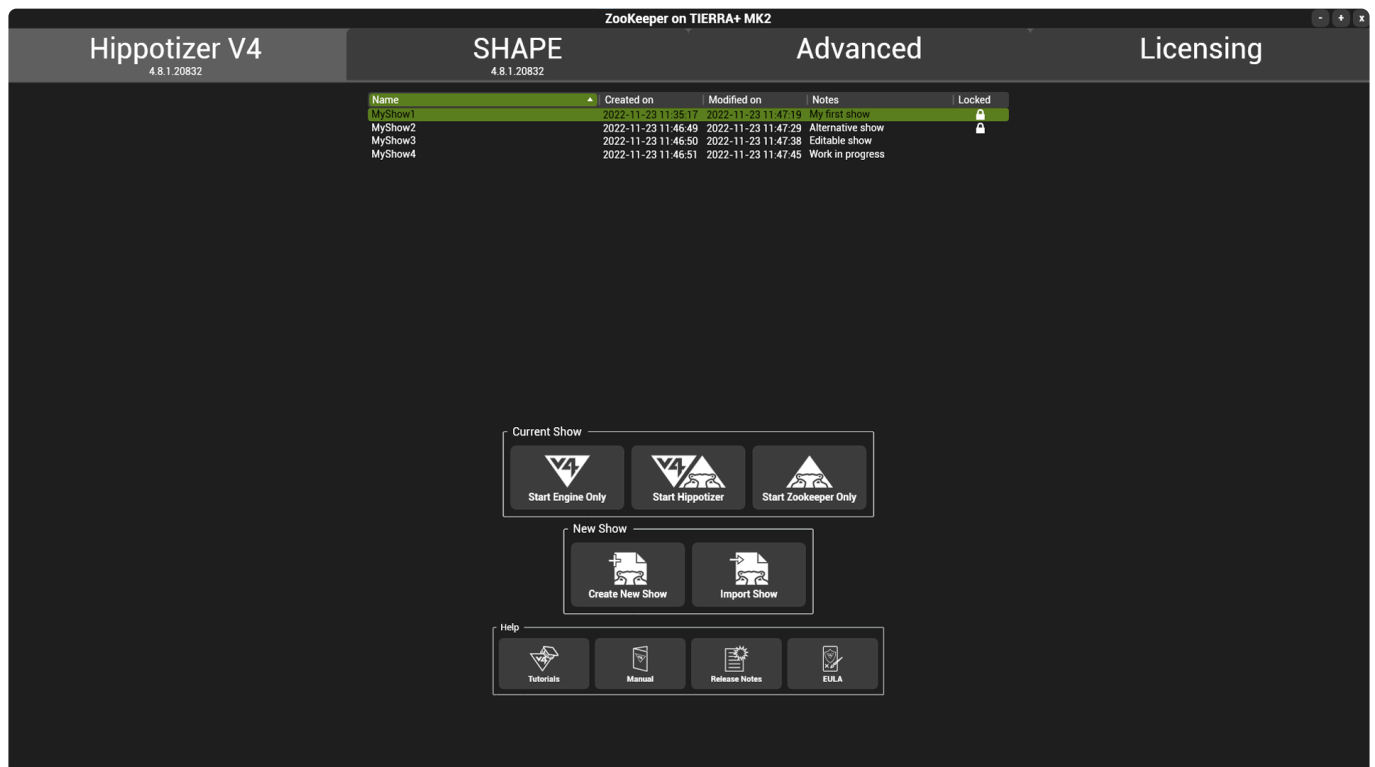 ZooKeeper on TIERRA+ MK2 - + x
Hippotizer V4 SHAPE Advanced Licensing
4.8.1.20832 4.8.1.20832
Name Created on Modified on Notes Locked
MyShow1 2022-11-23 11:35:17 2022-11-23 11:47:19 My first show
MyShow2 2022-11-23 11:46:49 2022-11-23 11:47:29 Alternative show
MyShow3 2022-11-23 11:46:50 2022-11-23 11:47:38 Editable show
MyShow4 2022-11-23 11:46:51 2022-11-23 11:47:45 Work in progress
Current Show
V4 V4
Start Engine Only Start Hippotizer Start Zookeeper Only
New Show
Create New Show Import Show
Help
V4
Tutorials Manual Release Notes EULA